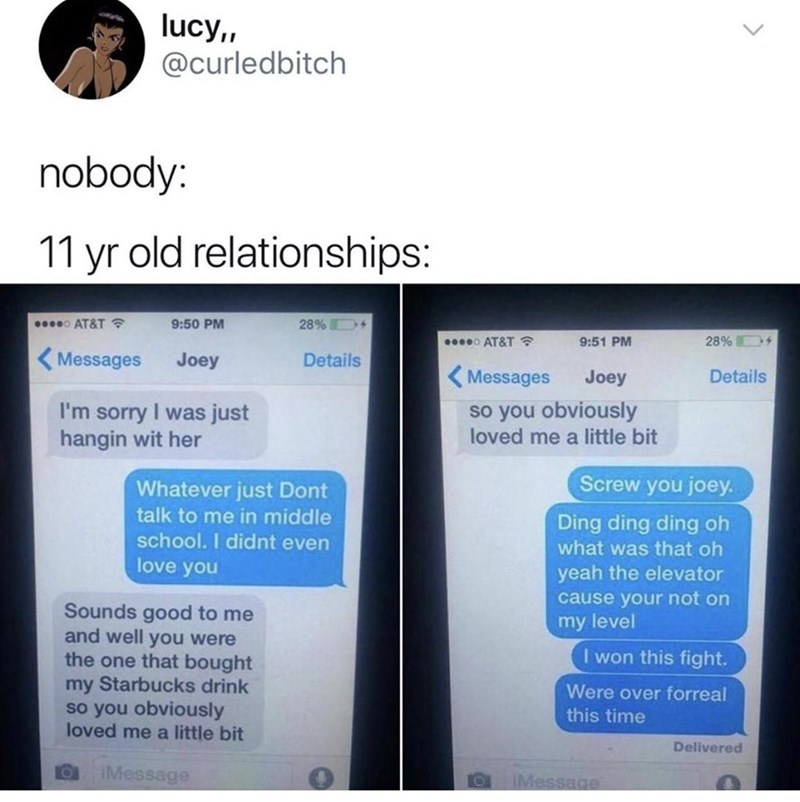 lucy,,
@curledbitch
nobody:
11 yr old relationships:
AT&T 9:50 PM 28%
Messages Joey Details
I'm sorry I was just
hangin wit her
Whatever just Dont
talk to me in middle
school. I didnt even
love you
Sounds good to me
and well you were
the one that bought
my Starbucks drink
so you obviously
loved me a little bit
iMessage
AT&T 9:51 PM 28%
Messages Joey Details
so you obviously
loved me a little bit
Screw you joey.
Ding ding ding oh
what was that oh
yeah the elevator
cause your not on
my level
I won this fight.
Were over forreal
this time
Delivered
iMessage